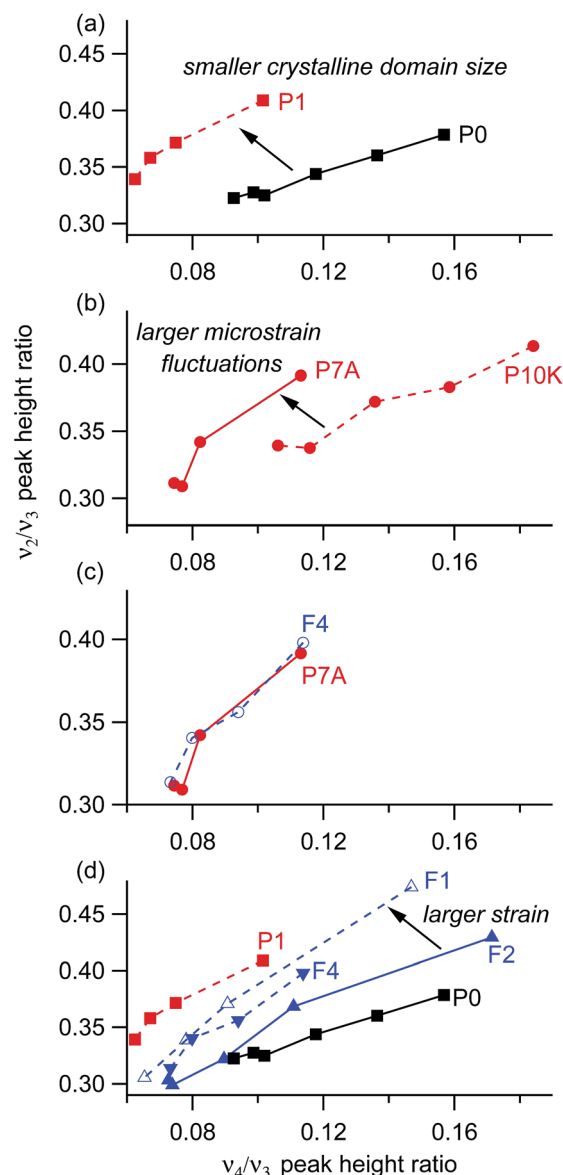 (a)
0.45
0.40
0.35
0.30
smaller crystalline domain size
P1
P0
0.08
0.12
0.16
(b)
0.40
0.35
0.30
larger microstrain
fluctuations
P7A
P10K
0.08
0.12
0.16
ν2/ν3 peak height ratio
(c)
0.40
0.35
0.30
F4
P7A
0.08
0.12
0.16
(d)
0.45
0.40
0.35
0.30
F1
larger strain
P1
F4
F2
P0
0.08
0.12
0.16
ν4/ν3 peak height ratio